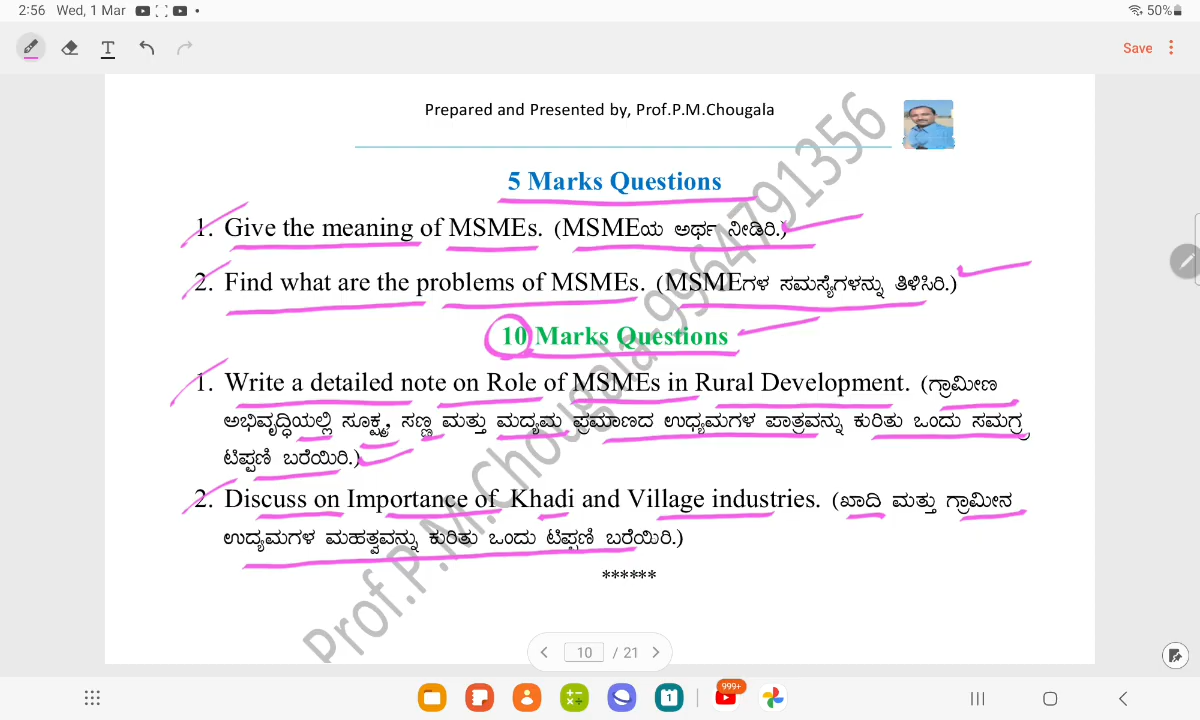 2:56 Wed, 1 Mar
50%
Save
Prepared and Presented by, Prof.P.M.Chougala
5 Marks Questions
1. Give the meaning of MSMEs. (MSMEಯ ಅರ್ಥ ನೀಡಿರಿ.)
2. Find what are the problems of MSMEs. (MSMEಗಳ ಸಮಸ್ಯೆಗಳನ್ನು ತಿಳಿಸಿರಿ.)
10 Marks Questions
1. Write a detailed note on Role of MSMEs in Rural Development. (ಗ್ರಾಮೀಣ
ಅಭಿವೃದ್ಧಿಯಲ್ಲಿ ಸೂಕ್ಷ್ಮ, ಸಣ್ಣ ಮತ್ತು ಮದ್ಯಮ ಪ್ರಮಾಣದ ಉಧ್ಯಮಗಳ ಪಾತ್ರವನ್ನು ಕುರಿತು ಒಂದು ಸಮಗ್ರ
ಟಿಪ್ಪಣಿ ಬರೆಯಿರಿ.)
2. Discuss on Importance of Khadi and Village industries. (ಖಾದಿ ಮತ್ತು ಗ್ರಾಮೀನ
ಉದ್ಯಮಗಳ ಮಹತ್ವವನ್ನು ಕುರಿತು ಒಂದು ಟಿಪ್ಪಣಿ ಬರೆಯಿರಿ.)
******
Prof.P.M.Chougala-9964791356
10 / 21
1
999+